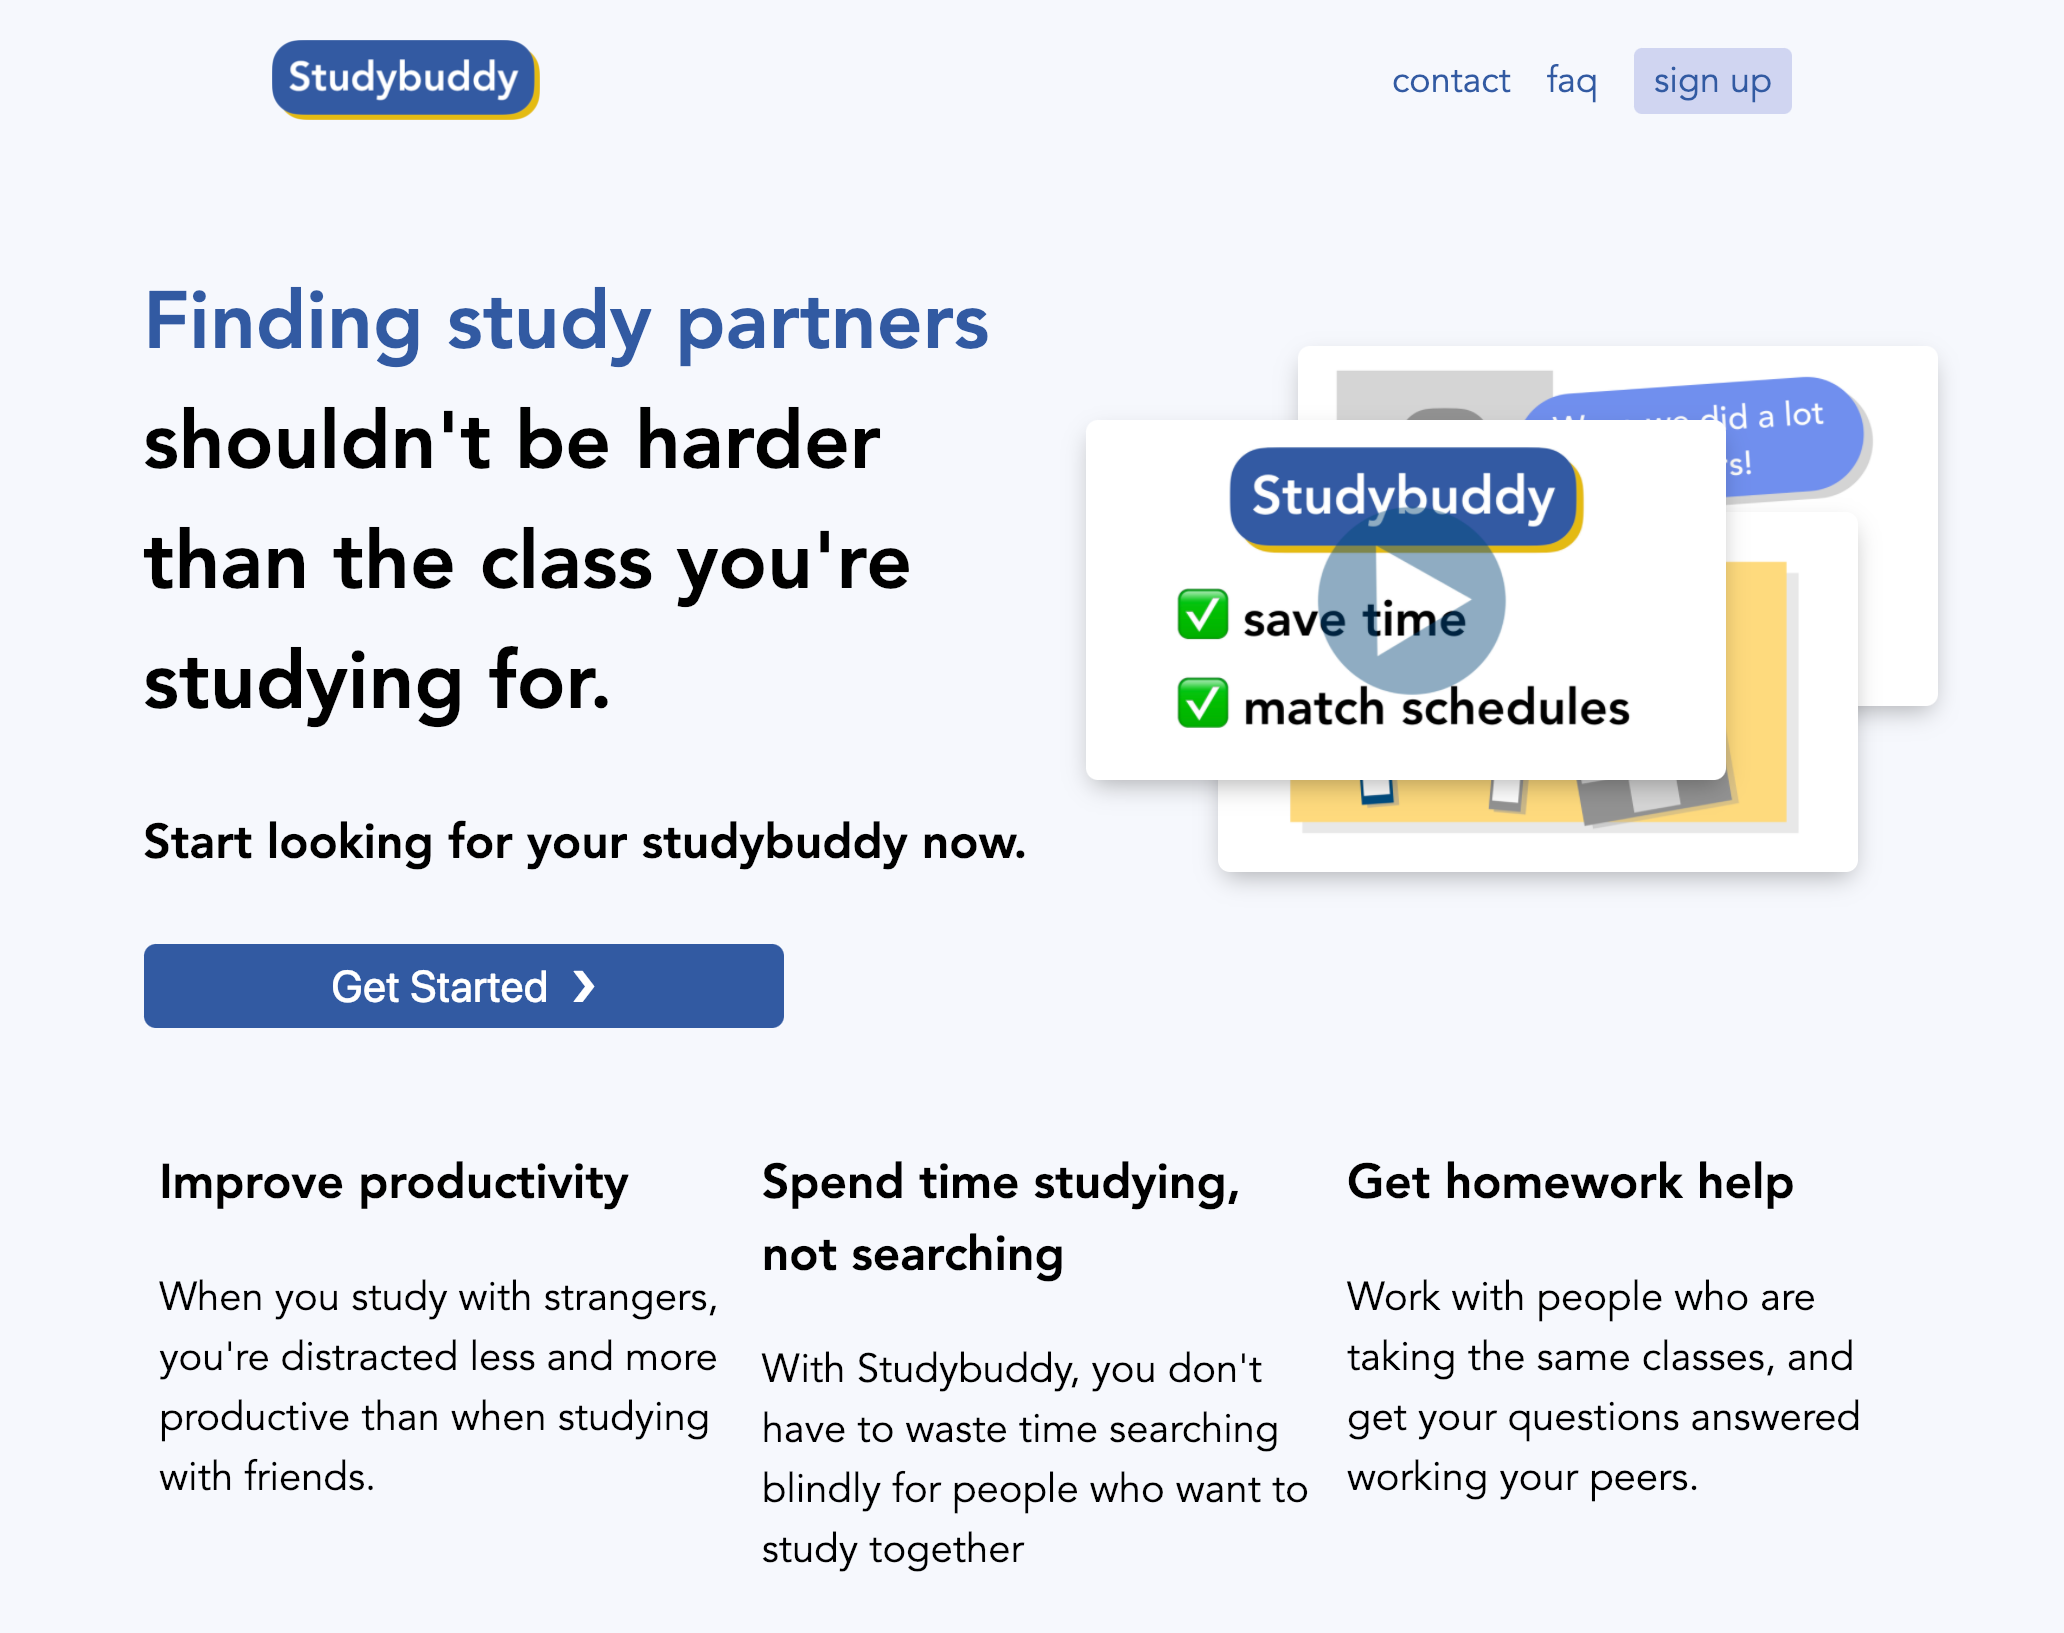 Studybuddy
contact
faq
sign up
Finding study partners
shouldn't be harder
than the class you're
studying for.
did a lot
Studybuddy
save time
match schedules
Start looking for your studybuddy now.
Get Started ❯
Improve productivity
When you study with strangers,
you're distracted less and more
productive than when studying
with friends.
Spend time studying,
not searching
With Studybuddy, you don't
have to waste time searching
blindly for people who want to
study together
Get homework help
Work with people who are
taking the same classes, and
get your questions answered
working your peers.